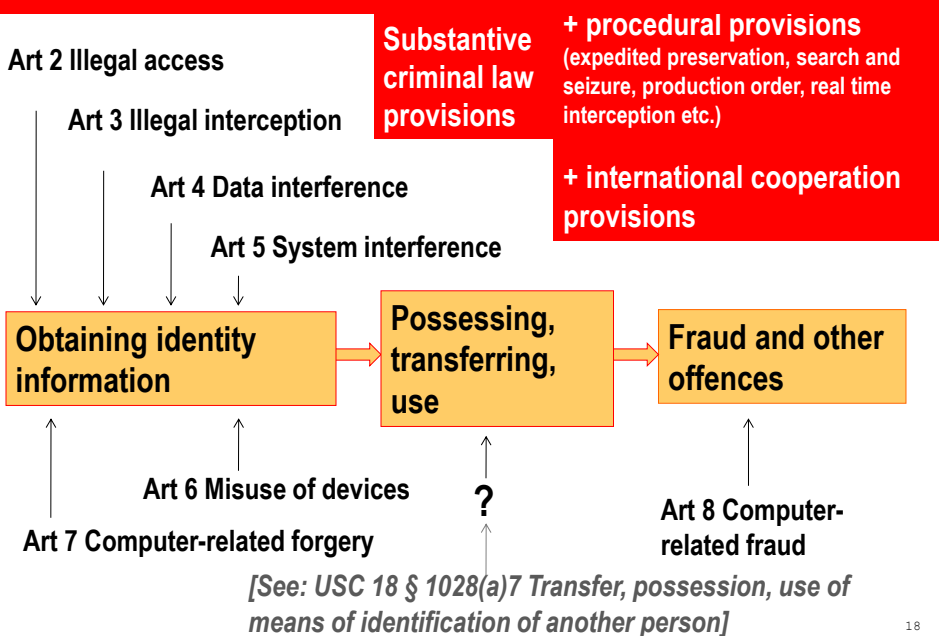 Substantive
criminal law
provisions
+ procedural provisions
(expedited preservation, search and
seizure, production order, real time
interception etc.)
+ international cooperation
provisions
Art 2 Illegal access
Art 3 Illegal interception
Art 4 Data interference
Art 5 System interference
Obtaining identity
information
Possessing,
transferring,
use
Fraud and other
offences
Art 6 Misuse of devices
Art 7 Computer-related forgery
?
Art 8 Computer-
related fraud
[See: USC 18 § 1028(a)7 Transfer, possession, use of
means of identification of another person]
18